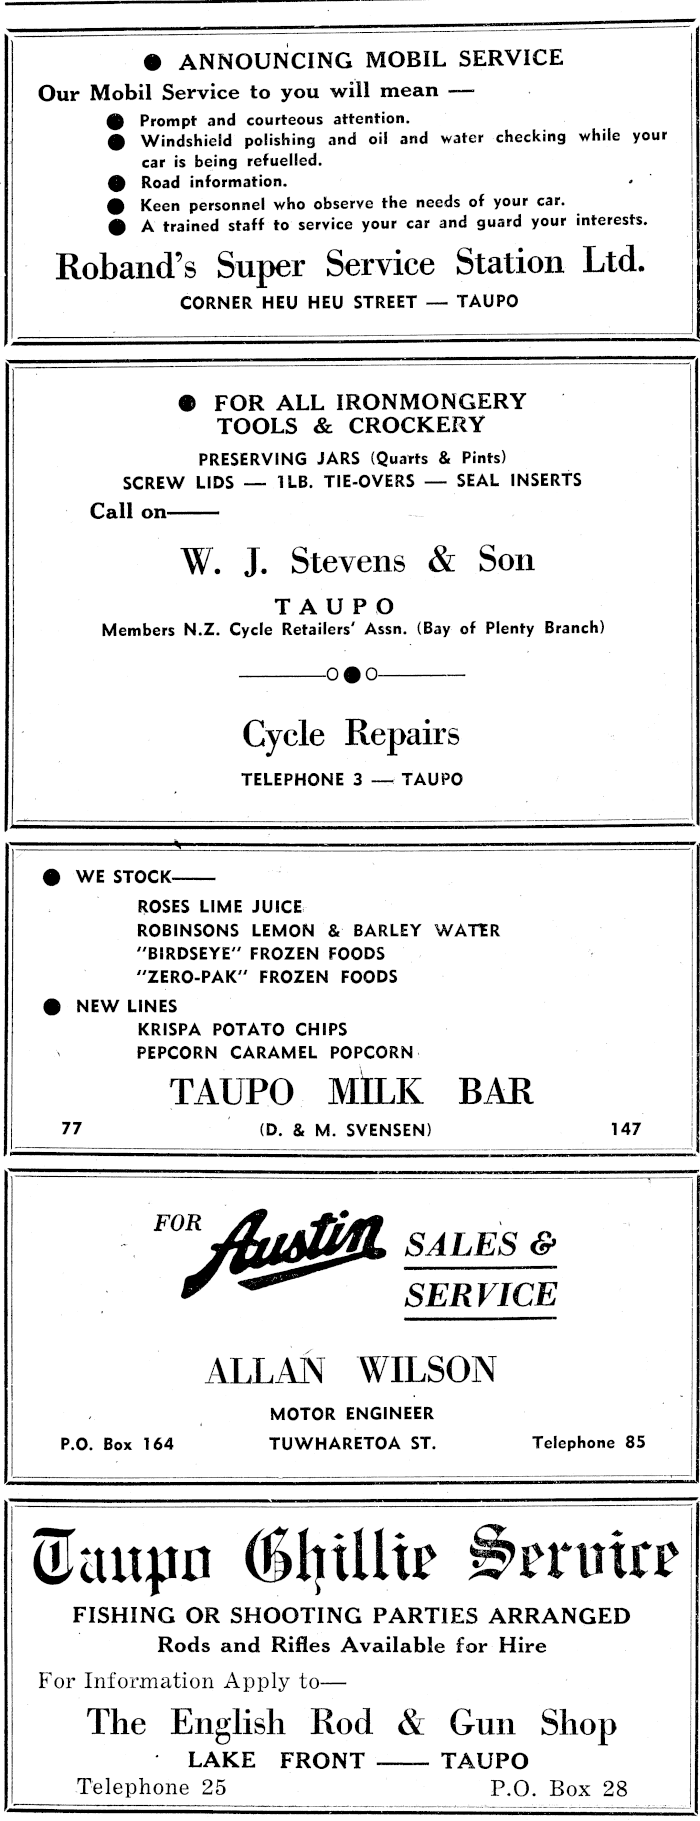 ● ANNOUNCING MOBIL SERVICE
Our Mobil Service to you will mean —
● Prompt and courteous attention.
● Windshield polishing and oil and water checking while your
car is being refuelled.
● Road information.
● Keen personnel who observe the needs of your car.
● A trained staff to service your car and guard your interests.
Roband's Super Service Station Ltd.
CORNER HEU HEU STREET — TAUPO
● FOR ALL IRONMONGERY
TOOLS & CROCKERY
PRESERVING JARS (Quarts & Pints)
SCREW LIDS — 1LB. TIE-OVERS — SEAL INSERTS
Call on——
W. J. Stevens & Son
TAUPO
Members N.Z. Cycle Retailers' Assn. (Bay of Plenty Branch)
Cycle Repairs
TELEPHONE 3 — TAUPO
● WE STOCK——
ROSES LIME JUICE
ROBINSONS LEMON & BARLEY WATER
"BIRDSEYE" FROZEN FOODS
"ZERO-PAK" FROZEN FOODS
● NEW LINES
KRISPA POTATO CHIPS
PEPCORN CARAMEL POPCORN
TAUPO MILK BAR
77 (D. & M. SVENSEN) 147
FOR Austin SALES &
SERVICE
ALLAN WILSON
MOTOR ENGINEER
P.O. Box 164 TUWHARETOA ST. Telephone 85
Taupo Ghillie Service
FISHING OR SHOOTING PARTIES ARRANGED
Rods and Rifles Available for Hire
For Information Apply to—
The English Rod & Gun Shop
LAKE FRONT —— TAUPO
Telephone 25 P.O. Box 28